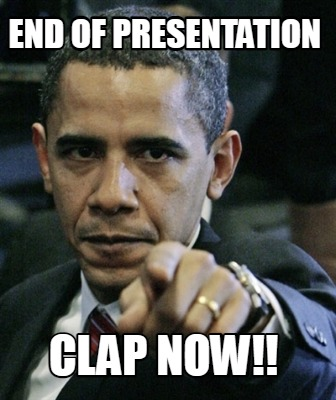 END OF PRESENTATION
CLAP NOW!!